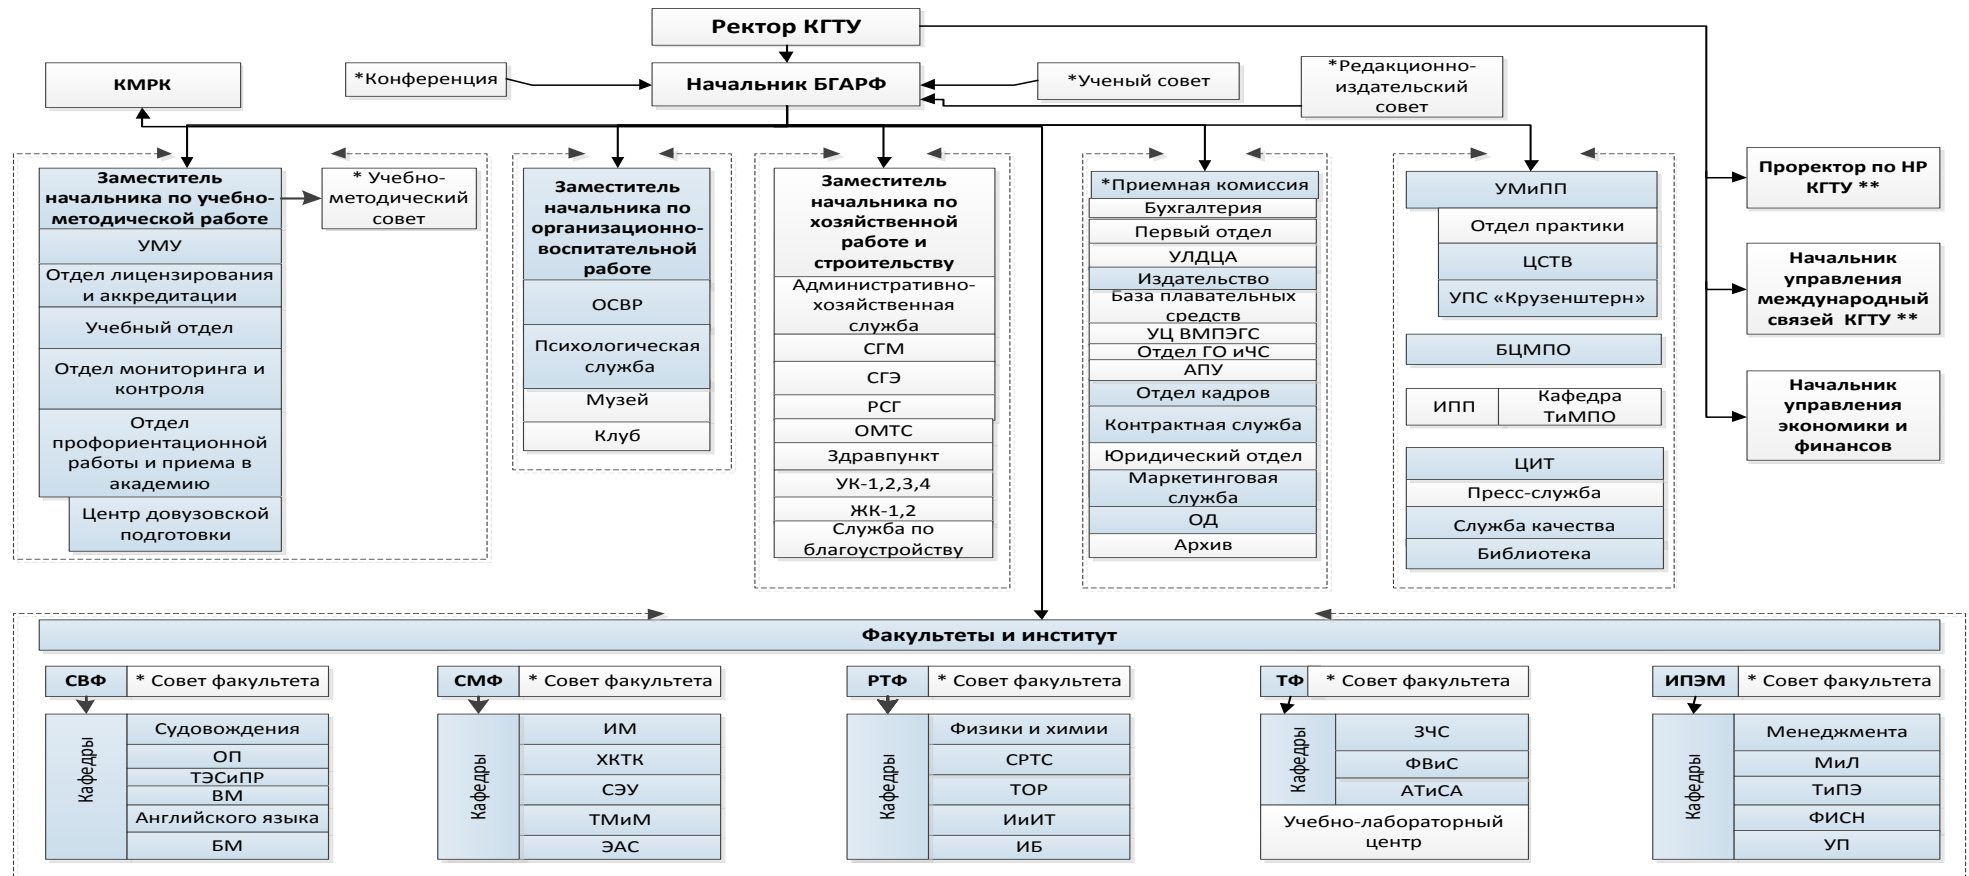 Ректор КГТУ
КМРК
*Конференция
Начальник БГАРФ
*Ученый совет
*Редакционно-
издательский
совет
Заместитель
начальника по учебно-
методической работе
УМУ
Отдел лицензирования
и аккредитации
Учебный отдел
Отдел мониторинга и
контроля
Отдел
профориентационной
работы и приема в
академию
Центр довузовской
подготовки
* Учебно-
методический
совет
Заместитель
начальника по
организационно-
воспитательной
работе
ОСВР
Психологическая
служба
Музей
Клуб
Заместитель
начальника по
хозяйственной
работе и
строительству
Административно-
хозяйственная
служба
СГМ
СГЭ
РСГ
ОМТС
Здравпункт
УК-1,2,3,4
ЖК-1,2
Служба по
благоустройству
*Приемная комиссия
Бухгалтерия
Первый отдел
УЛДЦА
Издательство
База плавательных
средств
УЦ ВМПЭГС
Отдел ГО иЧС
АПУ
Отдел кадров
Контрактная служба
Юридический отдел
Маркетинговая
служба
ОД
Архив
УМиПП
Отдел практики
ЦСТВ
УПС «Крузенштерн»
БЦМПО
ИПП
Кафедра
ТиМПО
ЦИТ
Пресс-служба
Служба качества
Библиотека
Проректор по НР
КГТУ **
Начальник
управления
международный
связей КГТУ **
Начальник
управления
экономики и
финансов
Факультеты и институт
СВФ
* Совет факультета
Кафедры
Судовождения
ОП
ТЭСиПР
ВМ
Английского языка
БМ
СМФ
* Совет факультета
Кафедры
ИМ
ХКТК
СЭУ
ТМиМ
ЭАС
РТФ
* Совет факультета
Кафедры
Физики и химии
СРТС
ТОР
ИиИТ
ИБ
ТФ
* Совет факультета
Кафедры
ЗЧС
ФВиС
АТиСА
Учебно-лабораторный
центр
ИПЭМ
* Совет факультета
Кафедры
Менеджмента
МиЛ
ТиПЭ
ФИСН
УП